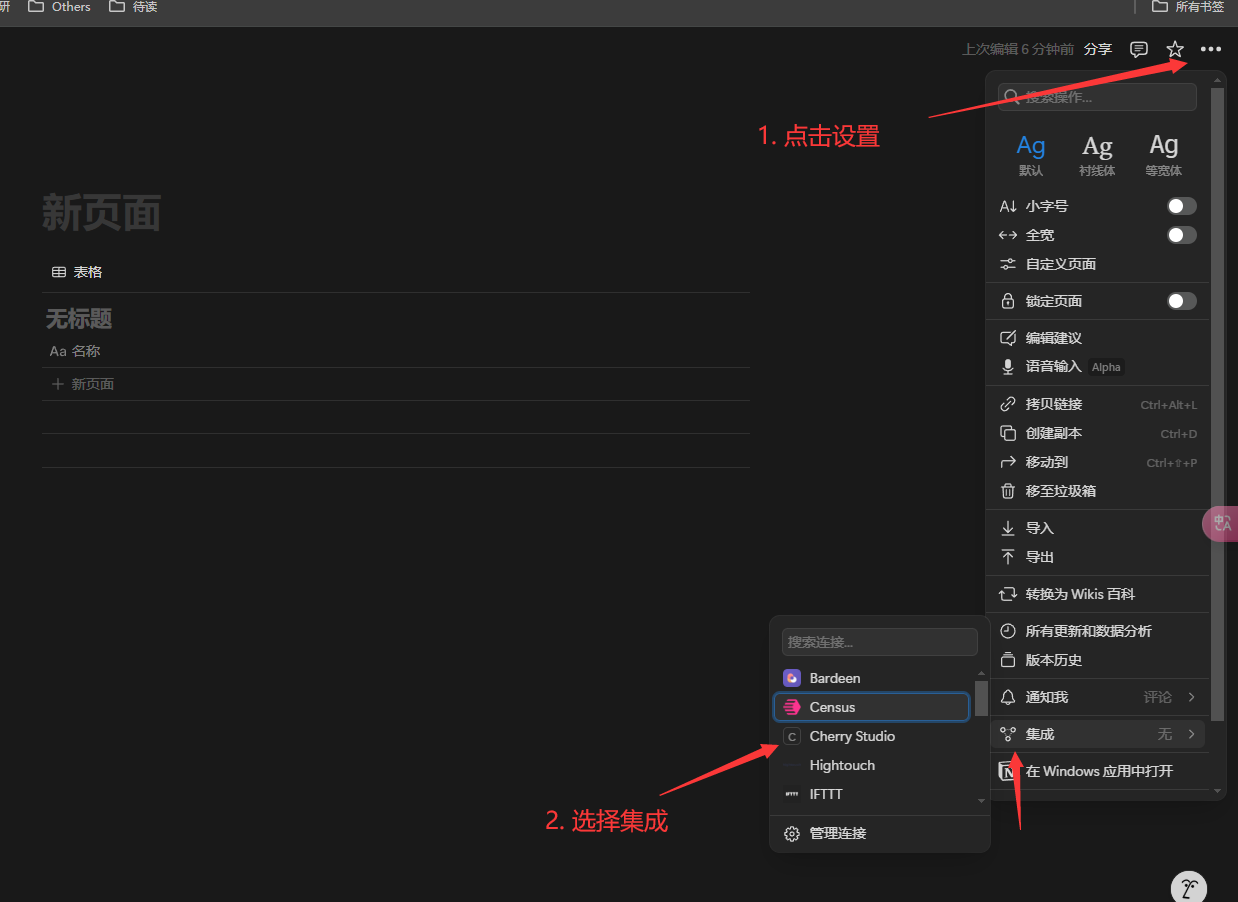 研
Others
待读
所有书签
上次编辑 6 分钟前
分享
搜索操作...
1. 点击设置
Ag
默认
Ag
衬线体
Ag
等宽体
小字号
全宽
自定义页面
锁定页面
编辑建议
语音输入 Alpha
拷贝链接 Ctrl+Alt+L
创建副本 Ctrl+D
移动到 Ctrl+⇧+P
移至垃圾箱
导入
导出
转换为 Wikis 百科
所有更新和数据分析
版本历史
通知我 评论
集成 无
在 Windows 应用中打开
新页面
表格
无标题
Aa 名称
新页面
搜索连接...
Bardeen
Census
C Cherry Studio
Hightouch
IFTTT IFTTT
管理连接
2. 选择集成
中A